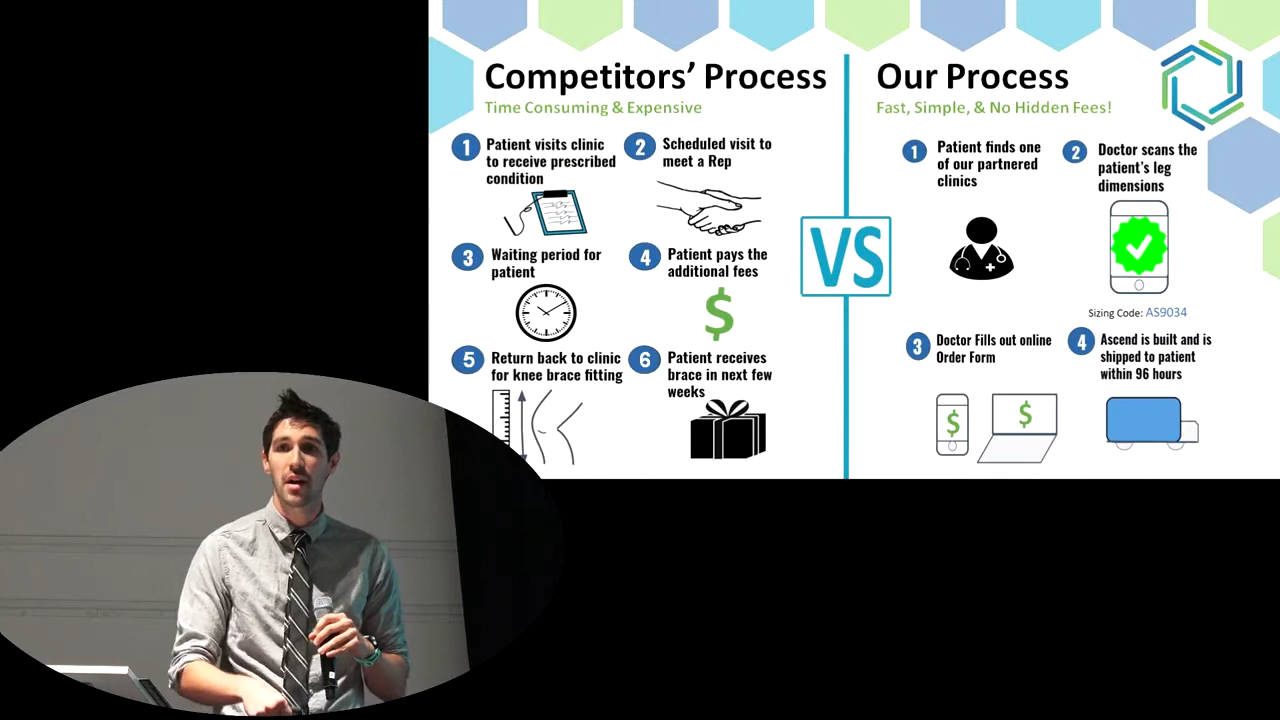 Competitors’ Process
Time Consuming & Expensive
1
Patient visits clinic
to receive prescribed
condition
2
Scheduled visit to
meet a Rep
3
Waiting period for
patient
4
Patient pays the
additional fees
$
5
Return back to clinic
for knee brace fitting
6
Patient receives
brace in next few
weeks
VS
Our Process
Fast, Simple, & No Hidden Fees!
1
Patient finds one
of our partnered
clinics
2
Doctor scans the
patient’s leg
dimensions
Sizing Code: AS9034
3
Doctor Fills out online
Order Form
$
$
4
Ascend is built and is
shipped to patient
within 96 hours